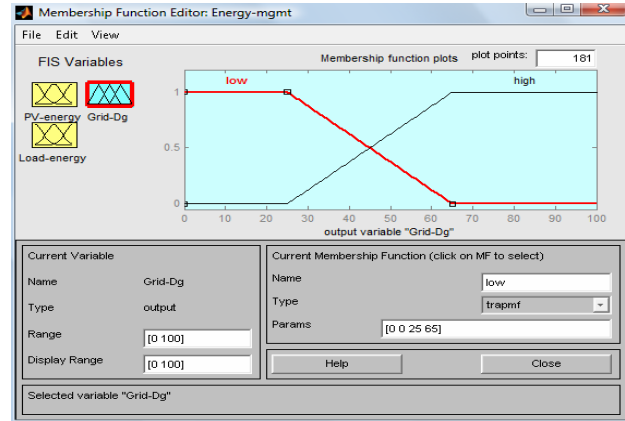 Membership Function Editor: Energy-mgmt
File Edit View
FIS Variables
PV-energy Grid-Dg
Load-energy
Membership function plots plot points: 181
low high
1
0.5
0
0 10 20 30 40 50 60 70 80 90 100
output variable "Grid-Dg"
Current Variable
Name Grid-Dg
Type output
Range [0 100]
Display Range [0 100]
Current Membership Function (click on MF to select)
Name low
Type trapmf
Params [0 0 25 65]
Help Close
Selected variable "Grid-Dg"